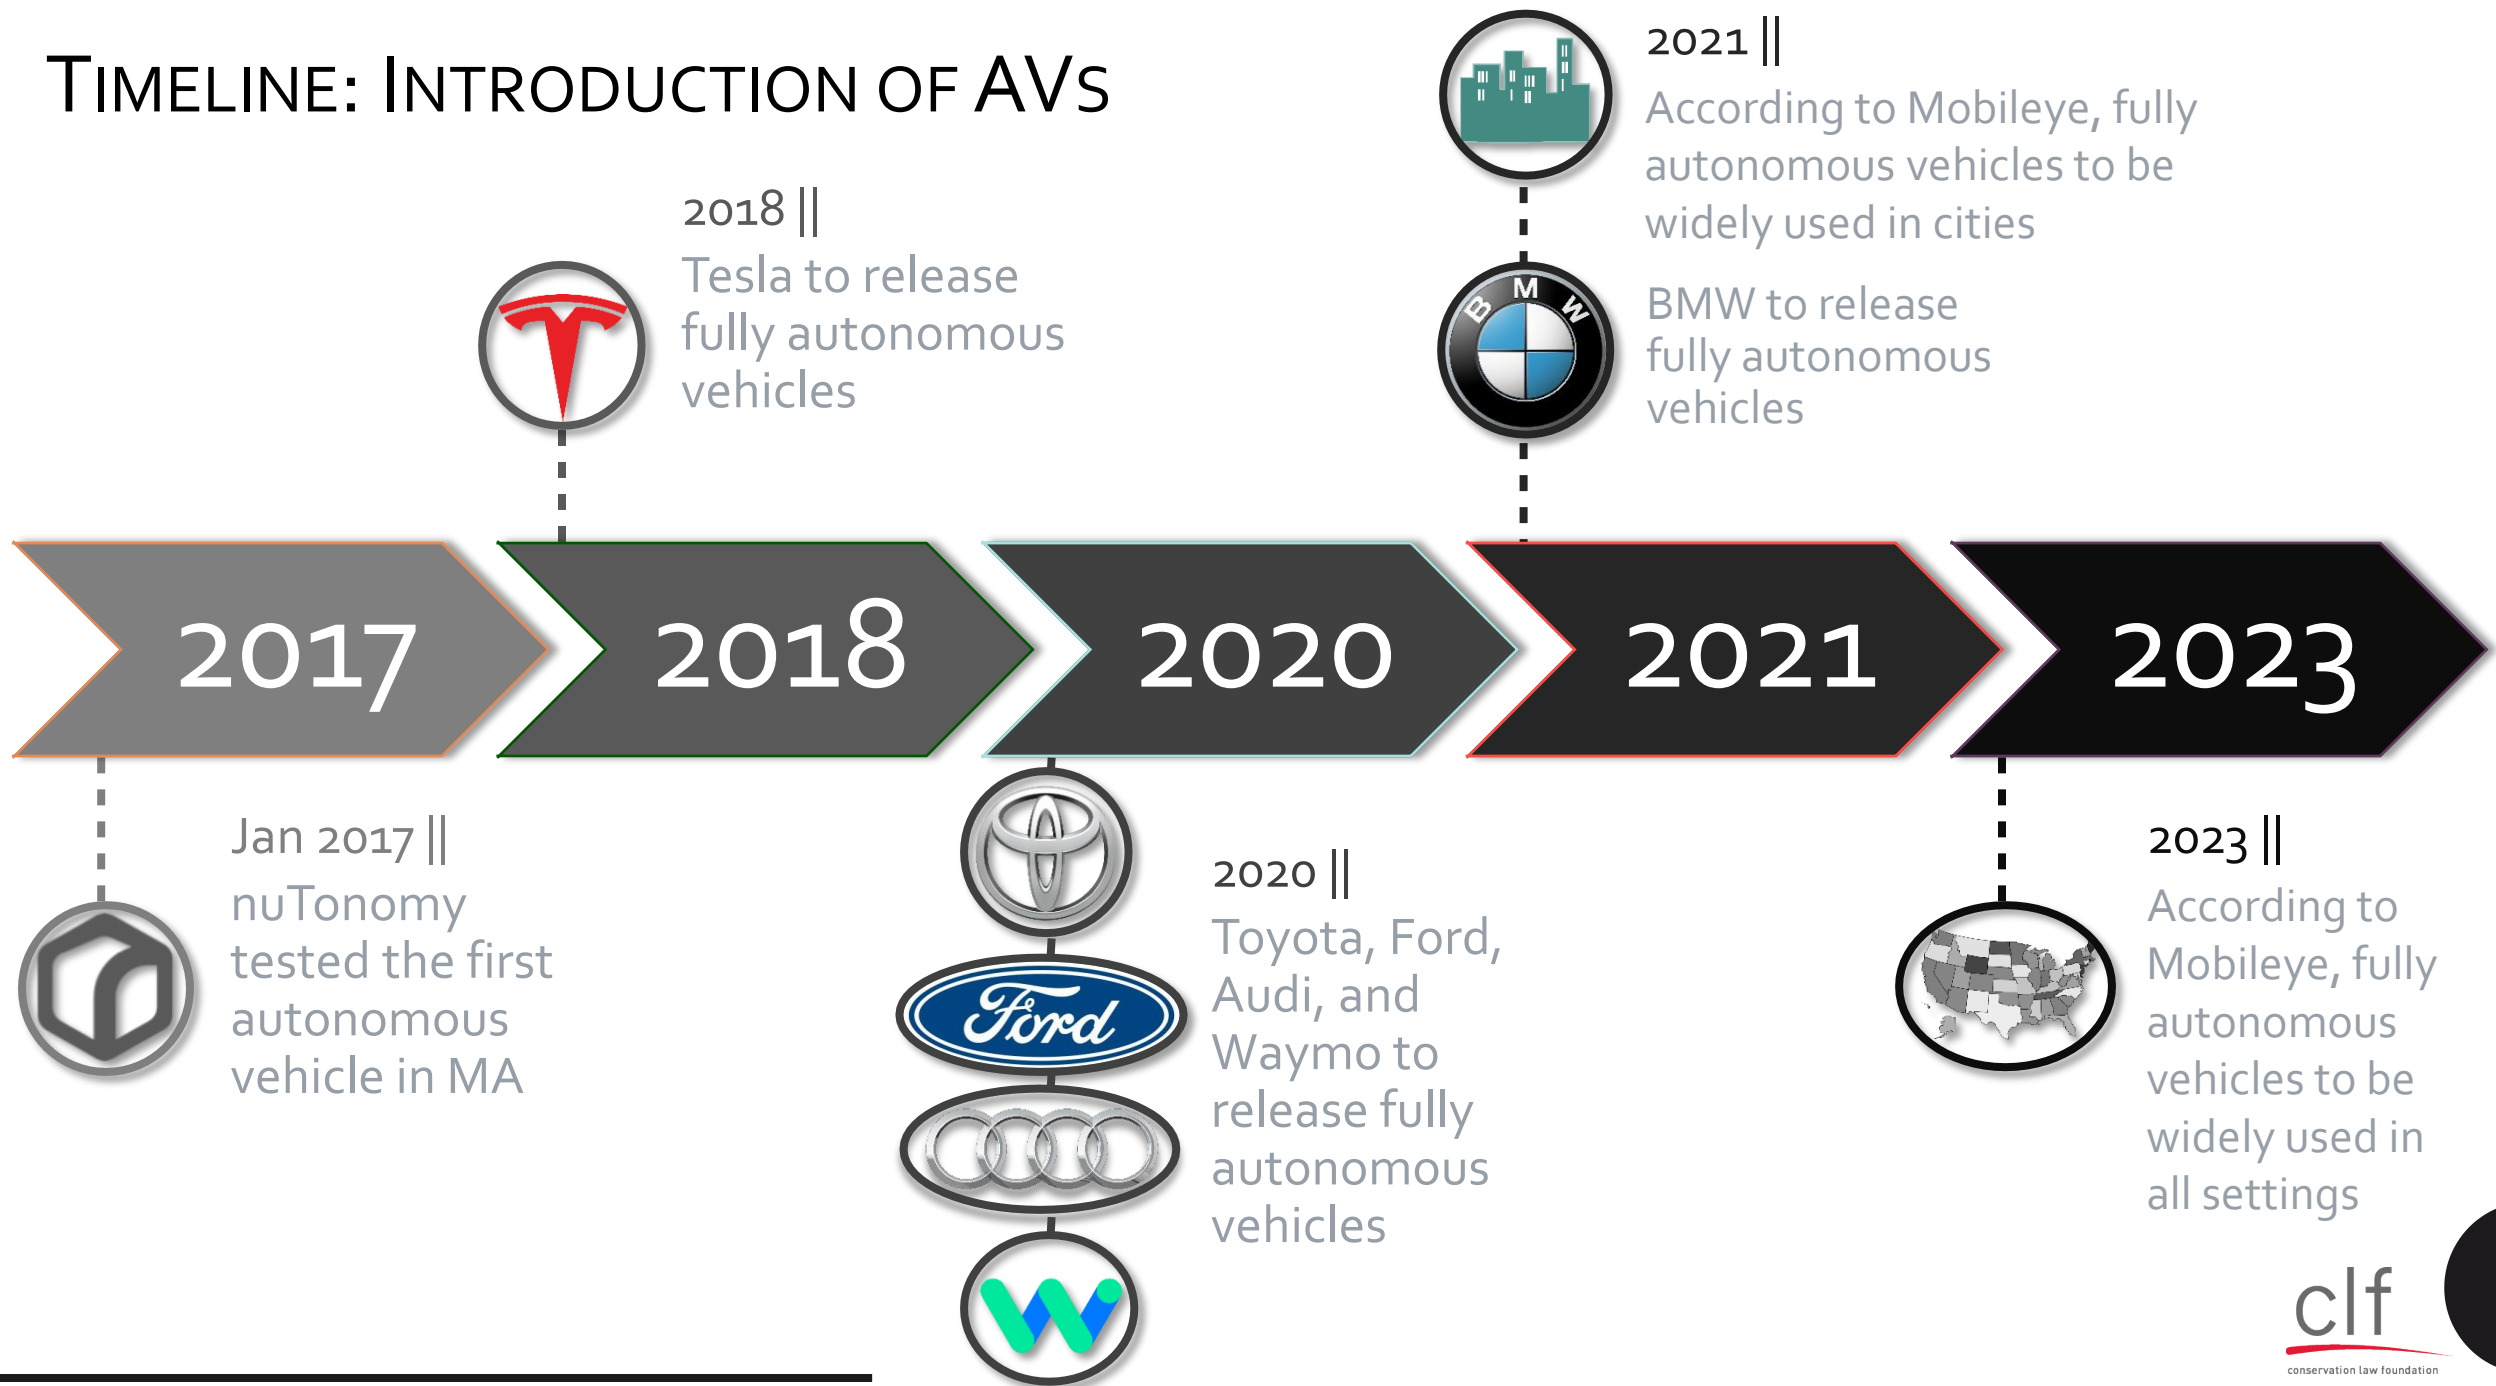 TIMELINE: INTRODUCTION OF AVS
2018 ||
Tesla to release
fully autonomous
vehicles
2021 ||
According to Mobileye, fully
autonomous vehicles to be
widely used in cities
BMW
BMW to release
fully autonomous
vehicles
2017
2018
2020
2021
2023
Jan 2017 ||
nuTonomy
tested the first
autonomous
vehicle in MA
Ford
2020 ||
Toyota, Ford,
Audi, and
Waymo to
release fully
autonomous
vehicles
2023 ||
According to
Mobileye, fully
autonomous
vehicles to be
widely used in
all settings
clf
conservation law foundation